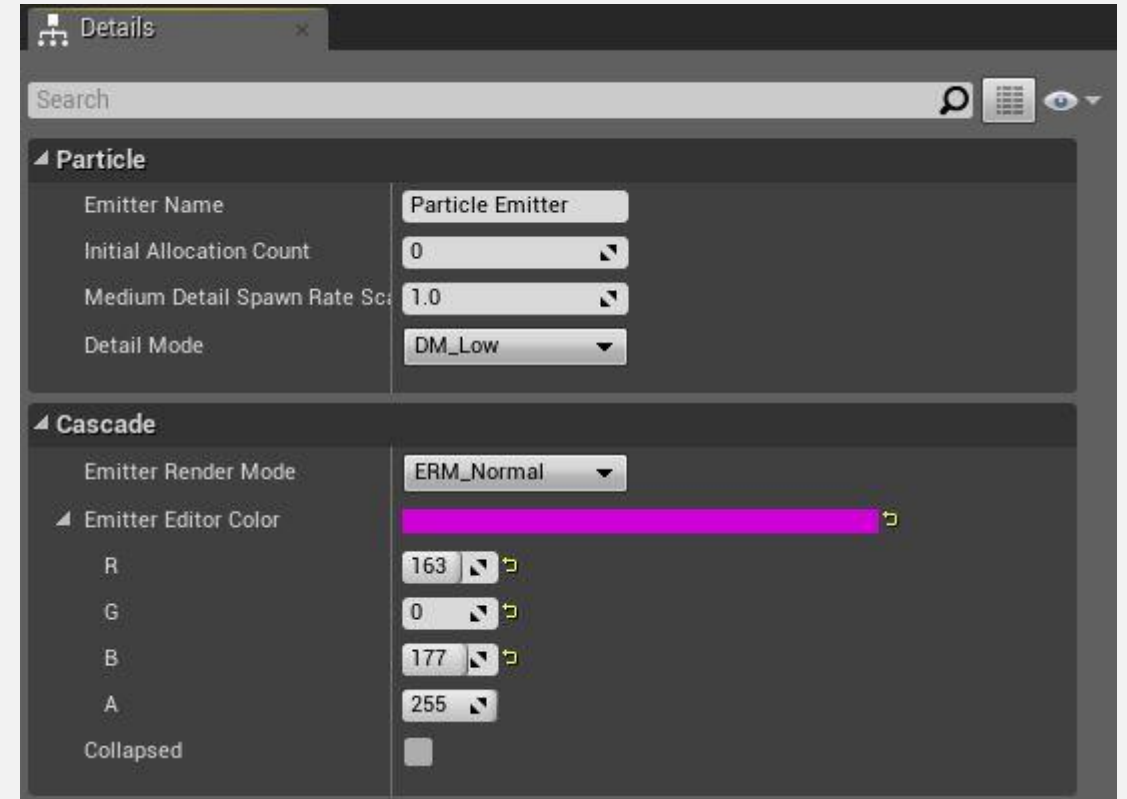 Details
Search
Particle
Emitter Name Particle Emitter
Initial Allocation Count 0
Medium Detail Spawn Rate Sca 1.0
Detail Mode DM_Low
Cascade
Emitter Render Mode ERM_Normal
Emitter Editor Color
R 163
G 0
B 177
A 255
Collapsed